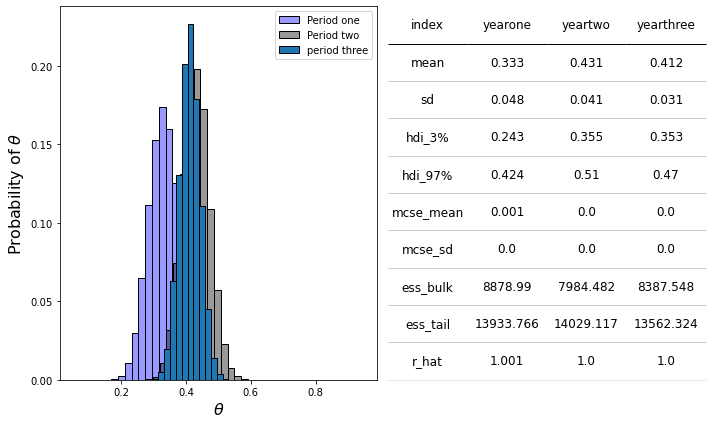 Period one
Period two
period three
Probability of θ
0.20
0.15
0.10
0.05
0.00
0.2 0.4 0.6 0.8
θ
index yearone yeartwo yearthree
mean 0.333 0.431 0.412
sd 0.048 0.041 0.031
hdi_3% 0.243 0.355 0.353
hdi_97% 0.424 0.51 0.47
mcse_mean 0.001 0.0 0.0
mcse_sd 0.0 0.0 0.0
ess_bulk 8878.99 7984.482 8387.548
ess_tail 13933.766 14029.117 13562.324
r_hat 1.001 1.0 1.0